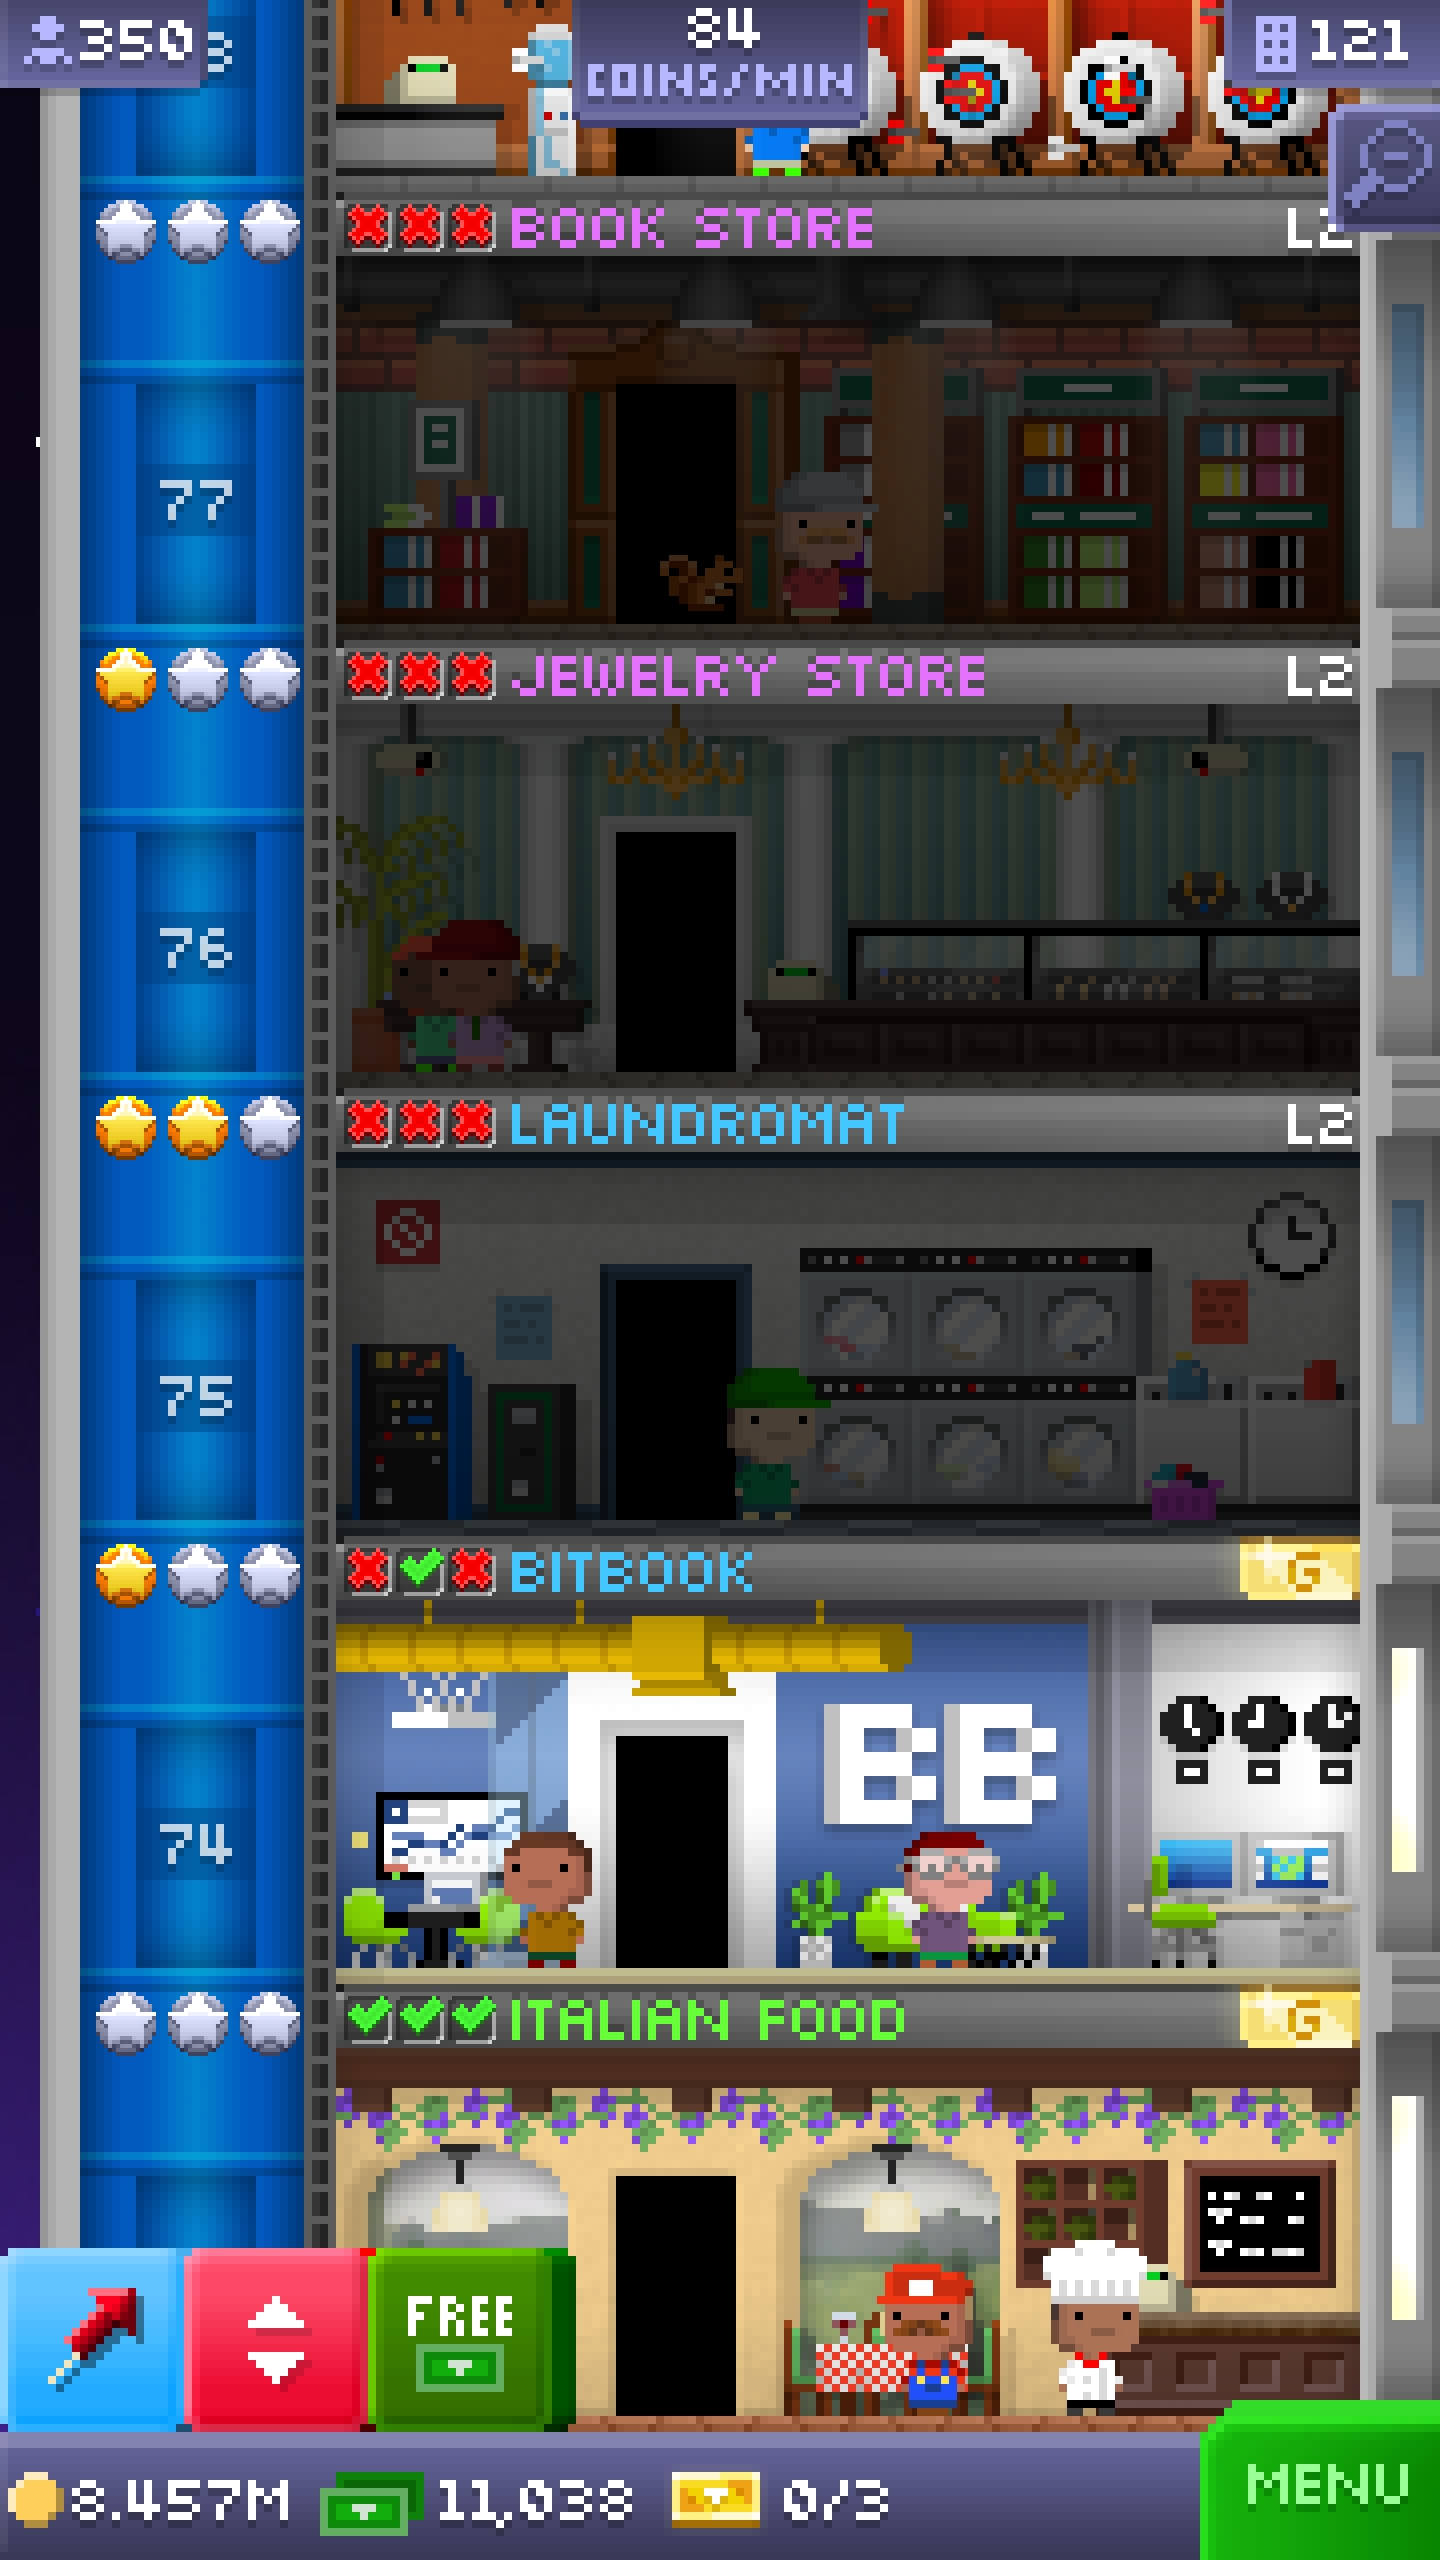 350
84
COINS/MIN
121
BOOK STORE
77
JEWELRY STORE
L2
76
LAUNDROMAT
L2
75
BITBOOK
G
BB
74
ITALIAN FOOD
G
FREE
8.457M
11,038
0/3
MENU